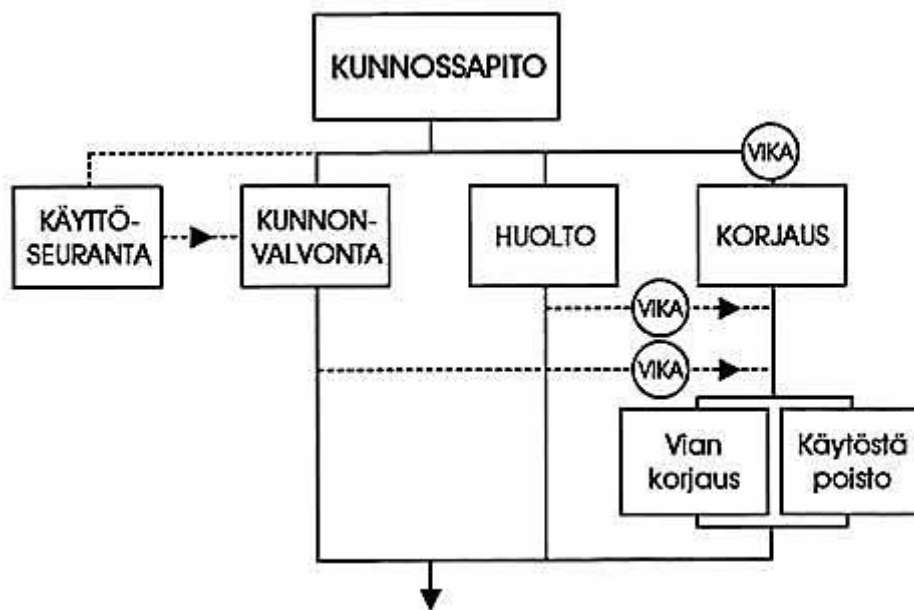 KUNNOSSAPITO
VIKA
KÄYTTÖ-
SEURANTA
KUNNON-
VALVONTA
HUOLTO
KORJAUS
VIKA
VIKA
Vian
korjaus
Käytöstä
poisto